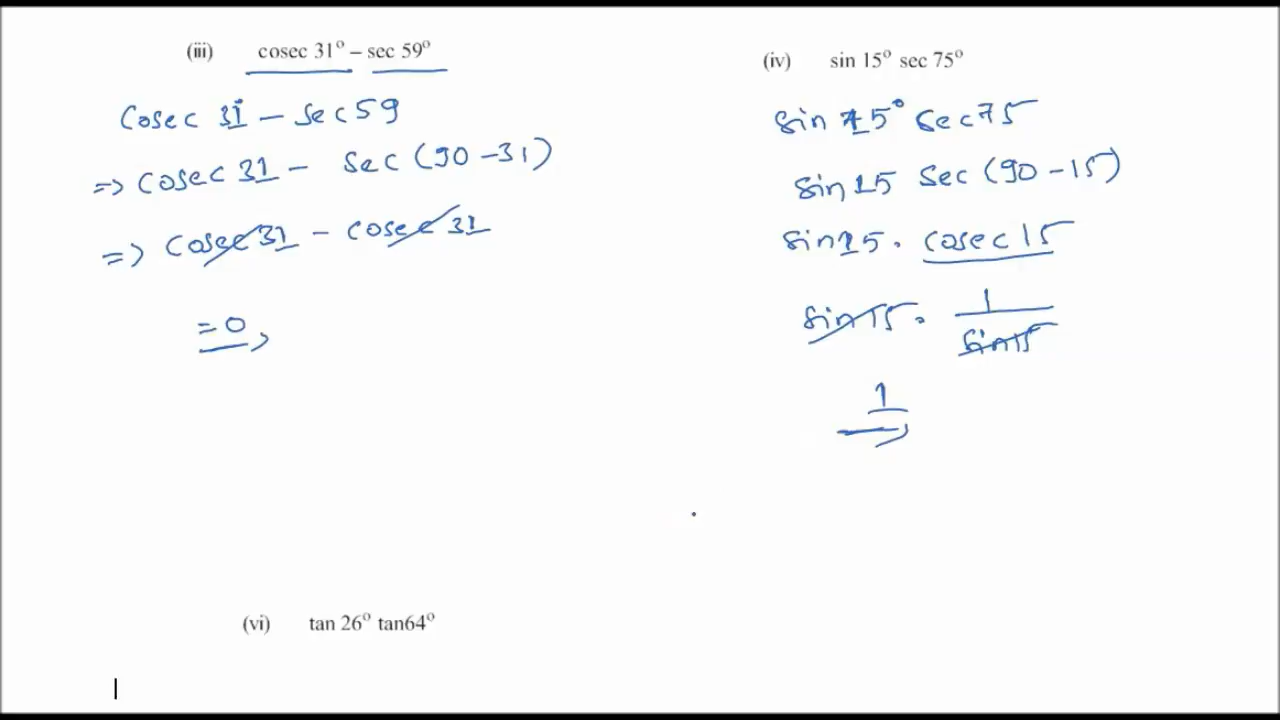 (iii) cosec 31° – sec 59°
cosec 31 – sec 59
=> cosec 31 – sec (90 – 31)
=> cosec 31 – cosec 31
= 0,
(iv) sin 15° sec 75°
sin 15° sec 75
sin 15 sec (90 – 15)
sin 15 . cosec 15
sin 15 . 1
sin 15
1
(vi) tan 26° tan64°